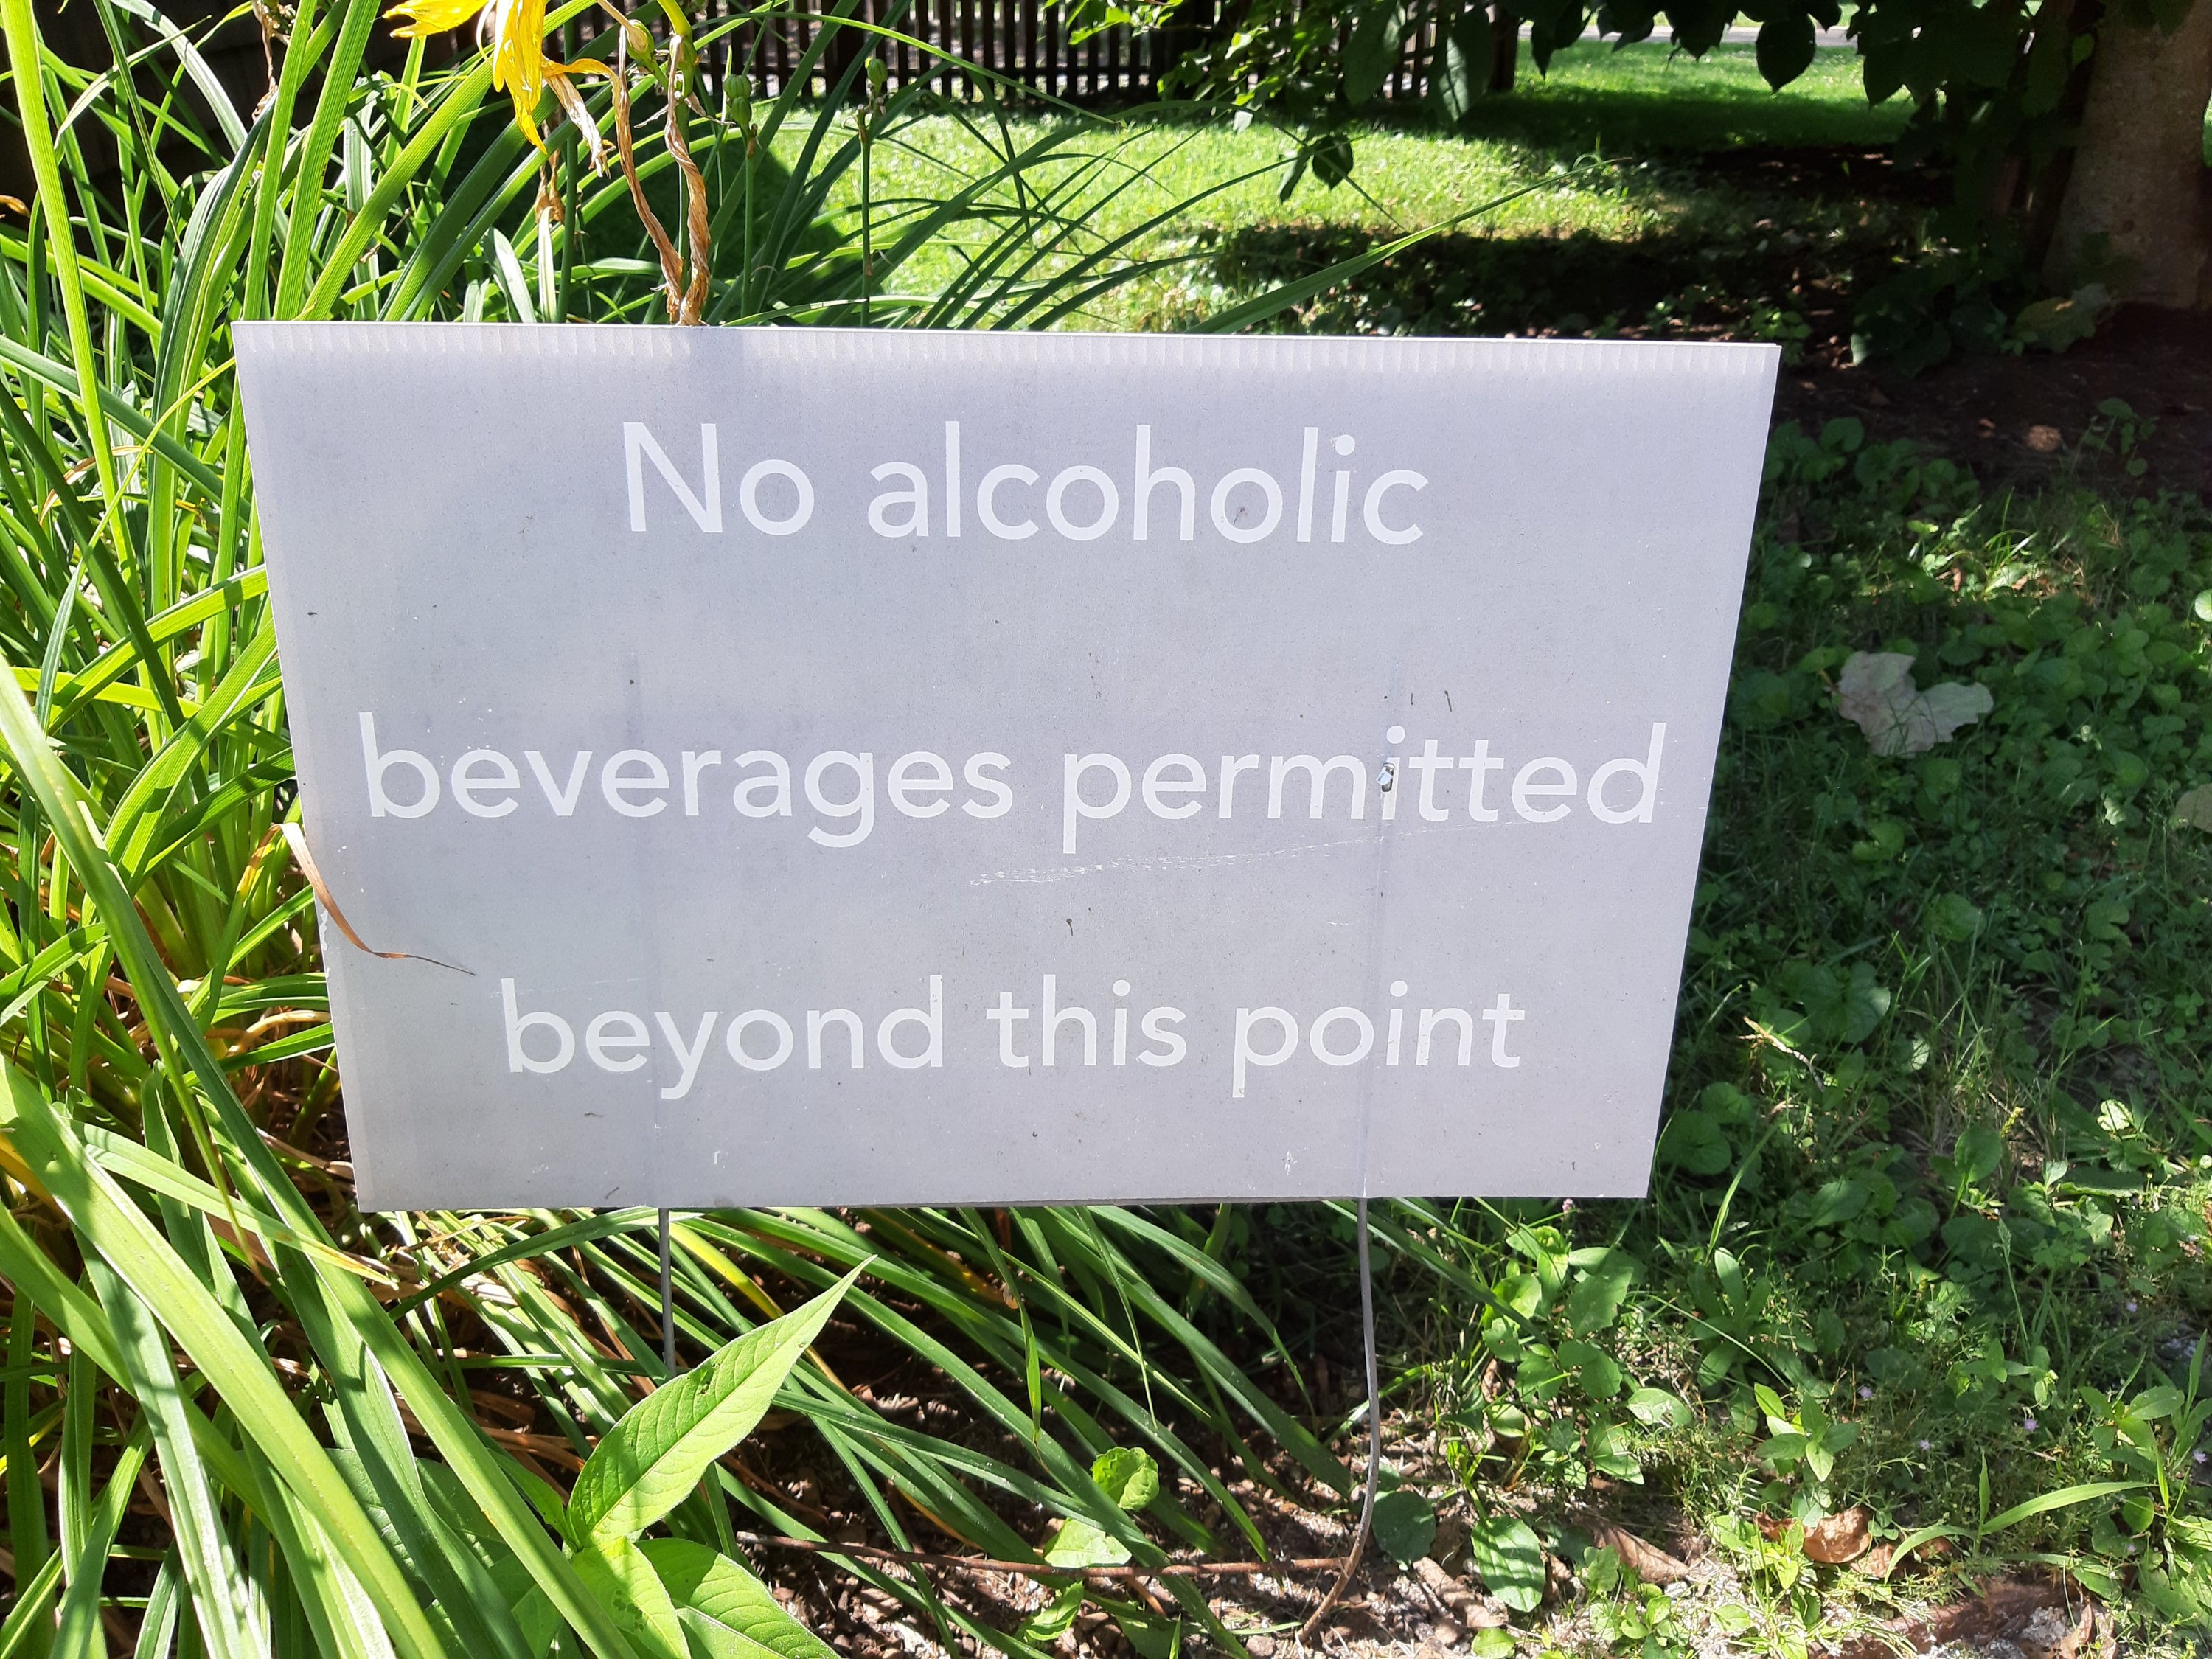 No alcoholic
beverages permitted
beyond this point